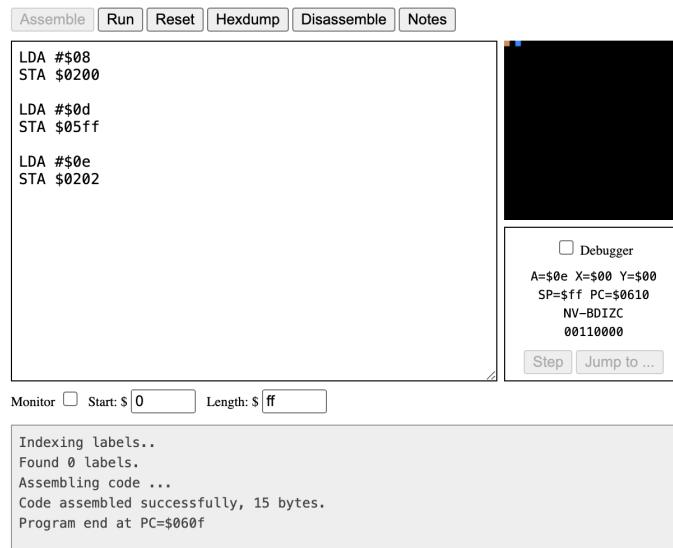 Assemble Run Reset Hexdump Disassemble Notes
LDA #$08
STA $0200
LDA #$0d
STA $05ff
LDA #$0e
STA $0202
Debugger
A=$0e X=$00 Y=$00
SP=$ff PC=$0610
NV-BDIZC
00110000
Step Jump to ...
Monitor Start: $ 0 Length: $ ff
Indexing labels..
Found 0 labels.
Assembling code ...
Code assembled successfully, 15 bytes.
Program end at PC=$060f